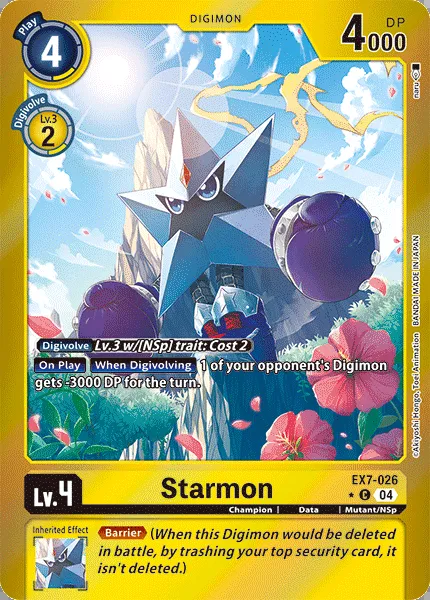 DIGIMON
Play
4
DP
4000
Digivolve
Lv.3
2
naru
©Akiyoshi Hongo, Toei Animation BANDAI MADE IN JAPAN
Digivolve Lv.3 w/[NSp] trait: Cost 2
On Play When Digivolving 1 of your opponent's Digimon
gets -3000 DP for the turn.
Lv.4
Starmon
EX7-026
C 04
Champion | Data | Mutant/NSp
Inherited Effect
Barrier (When this Digimon would be deleted
in battle, by trashing your top security card, it
isn't deleted.)